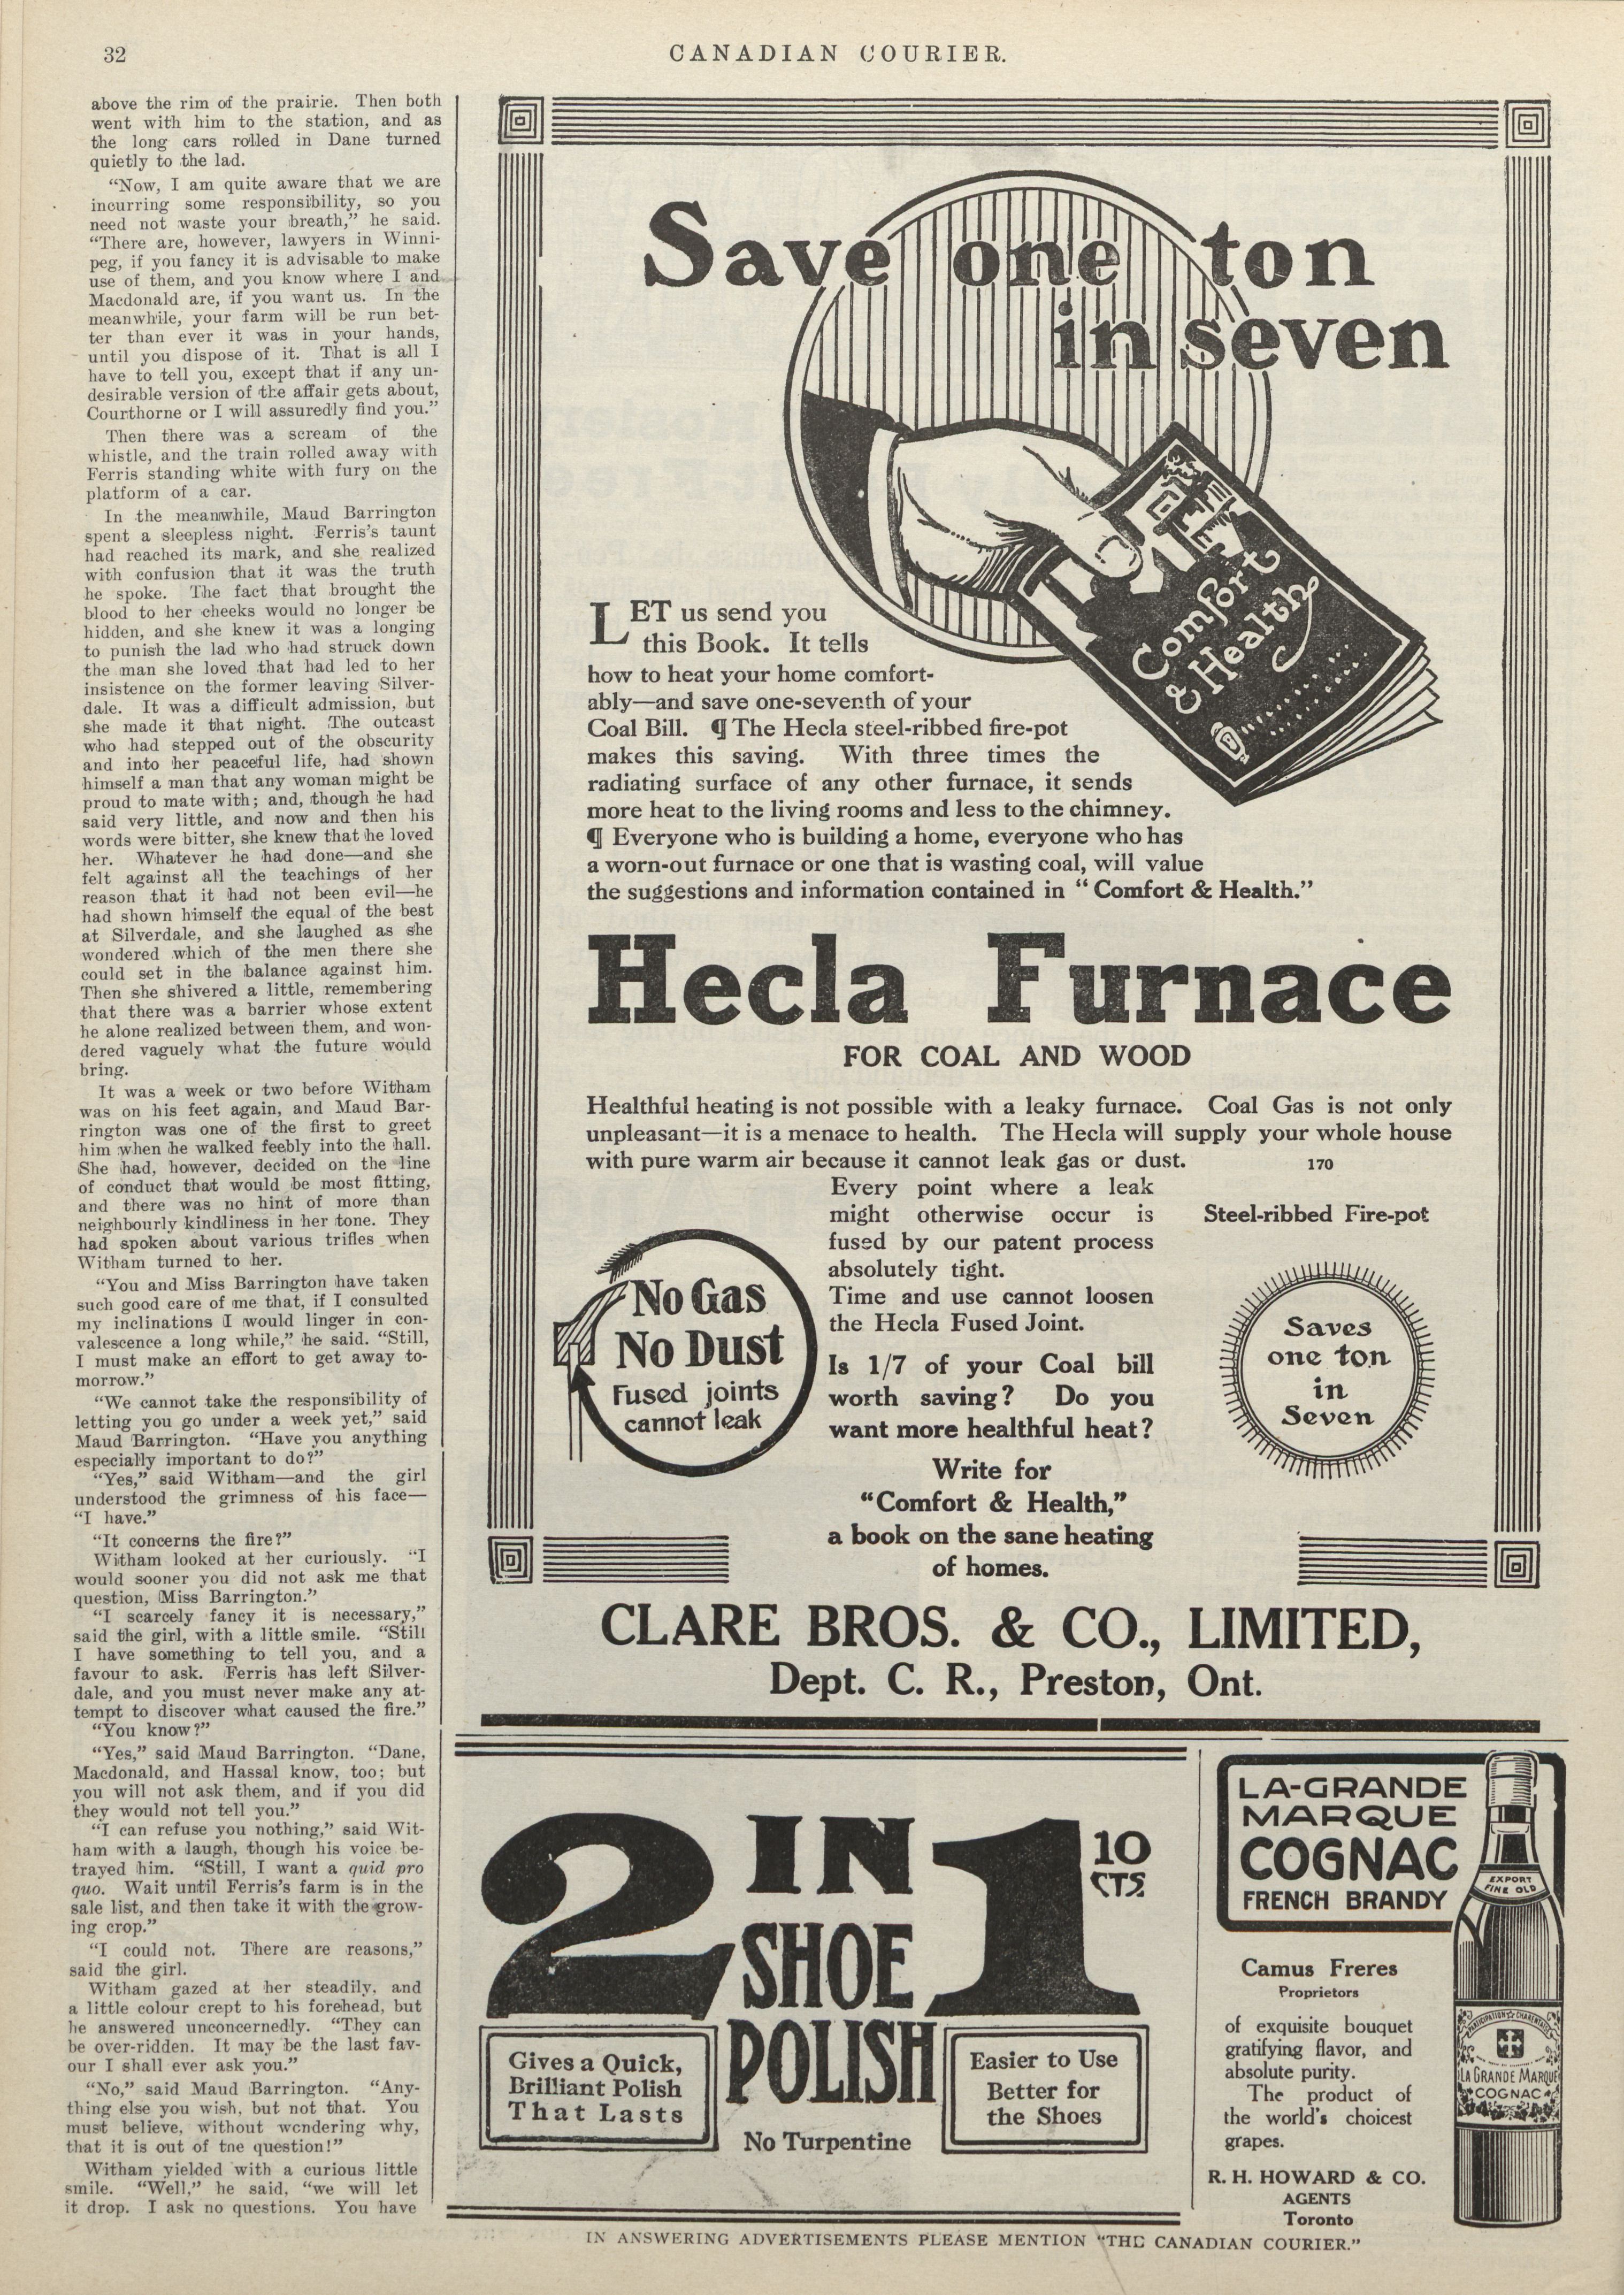 32
CANADIAN COURIER.
above the rim of the prairie. Then both
went with him to the station, and as
the long cars rolled in Dane turned
quietly to the lad.
“Now, I am quite aware that we are
incurring some responsibility, so you
need not waste your breath,” he said.
“There are, however, lawyers in Winni-
peg, if you fancy it is advisable to make
use of them, and you know where I and
Macdonald are, if you want us. In the
meanwhile, your farm will be run bet-
ter than ever it was in your hands,
until you dispose of it. That is all I
have to tell you, except that if any un-
desirable version of the affair gets about,
Courthorne or I will assuredly find you.”
Then there was a scream of the
whistle, and the train rolled away with
Ferris standing white with fury on the
platform of a car.
In the meanwhile, Maud Barrington
spent a sleepless night. Ferris’s taunt
had reached its mark, and she realized
with confusion that it was the truth
he spoke. The fact that brought the
blood to her cheeks would no longer be
hidden, and she knew it was a longing
to punish the lad who had struck down
the man she loved that had led to her
insistence on the former leaving Silver-
dale. It was a difficult admission, but
she made it that night. The outcast
who had stepped out of the obscurity
and into her peaceful life, had shown
himself a man that any woman might be
proud to mate with; and, though he had
said very little, and now and then his
words were bitter, she knew that he loved
her. Whatever he had done—and she
felt against all the teachings of her
reason that it had not been evil—he
had shown himself the equal of the best
at Silverdale, and she laughed as she
wondered which of the men there she
could set in the balance against him.
Then she shivered a little, remembering
that there was a barrier whose extent
he alone realized between them, and won-
dered vaguely what the future would
bring.
It was a week or two before Witham
was on his feet again, and Maud Bar-
rington was one of the first to greet
him when he walked feebly into the hall.
She had, however, decided on the line
of conduct that would be most fitting,
and there was no hint of more than
neighbourly kindliness in her tone. They
had spoken about various trifles when
Witham turned to her.
“You and Miss Barrington have taken
such good care of me that, if I consulted
my inclinations I would linger in con-
valescence a long while,” he said. “Still,
I must make an effort to get away to-
morrow.”
“We cannot take the responsibility of
letting you go under a week yet,” said
Maud Barrington. “Have you anything
especially important to do?”
“Yes,” said Witham—and the girl
understood the grimness of his face—
“I have.”
“It concerns the fire?”
Witham looked at her curiously. “I
would sooner you did not ask me that
question, Miss Barrington.”
“I scarcely fancy it is necessary,”
said the girl, with a little smile. “Still
I have something to tell you, and a
favour to ask. Ferris has left Silver-
dale, and you must never make any at-
tempt to discover what caused the fire.”
“You know?”
“Yes,” said Maud Barrington. “Dane,
Macdonald, and Hassal know, too; but
you will not ask them, and if you did
they would not tell you.”
“I can refuse you nothing,” said Wit-
ham with a laugh, though his voice be-
trayed him. “Still, I want a quid pro
quo. Wait until Ferris’s farm is in the
sale list, and then take it with the grow-
ing crop.”
“I could not. There are reasons,”
said the girl.
Witham gazed at her steadily, and
a little colour crept to his forehead, but
he answered unconcernedly. “They can
be over-ridden. It may be the last fav-
our I shall ever ask you.”
“No,” said Maud Barrington. “Any-
thing else you wish, but not that. You
must believe, without wondering why,
that it is out of the question!”
Witham yielded with a curious little
smile. “Well,” he said, “we will let
it drop. I ask no questions. You have
Save one ton
in seven
Comfort
& Health
LET us send you
this Book. It tells
how to heat your home comfort-
ably—and save one-seventh of your
Coal Bill. ¶ The Hecla steel-ribbed fire-pot
makes this saving. With three times the
radiating surface of any other furnace, it sends
more heat to the living rooms and less to the chimney.
¶ Everyone who is building a home, everyone who has
a worn-out furnace or one that is wasting coal, will value
the suggestions and information contained in “Comfort & Health.”
Hecla Furnace
FOR COAL AND WOOD
Healthful heating is not possible with a leaky furnace. Coal Gas is not only
unpleasant—it is a menace to health. The Hecla will supply your whole house
with pure warm air because it cannot leak gas or dust. 170
Every point where a leak
might otherwise occur is
fused by our patent process
absolutely tight.
Time and use cannot loosen
the Hecla Fused Joint.
Is 1/7 of your Coal bill
worth saving? Do you
want more healthful heat?
Write for
“Comfort & Health,”
a book on the sane heating
of homes.
No Gas
No Dust
Fused joints
cannot leak
Steel-ribbed Fire-pot
Saves
one ton
in
Seven
CLARE BROS. & CO., LIMITED,
Dept. C. R., Preston, Ont.
2 IN 1
10
CTS
SHOE
POLISH
Gives a Quick,
Brilliant Polish
That Lasts
No Turpentine
Easier to Use
Better for
the Shoes
LA-GRANDE
MARQUE
COGNAC
FRENCH BRANDY
EXPORT
FINE OLD
Camus Freres
Proprietors
of exquisite bouquet
gratifying flavor, and
absolute purity.
The product of
the world’s choicest
grapes.
LA GRANDE MARQUE
COGNAC
R. H. HOWARD & CO.
AGENTS
Toronto
IN ANSWERING ADVERTISEMENTS PLEASE MENTION “THE CANADIAN COURIER.”